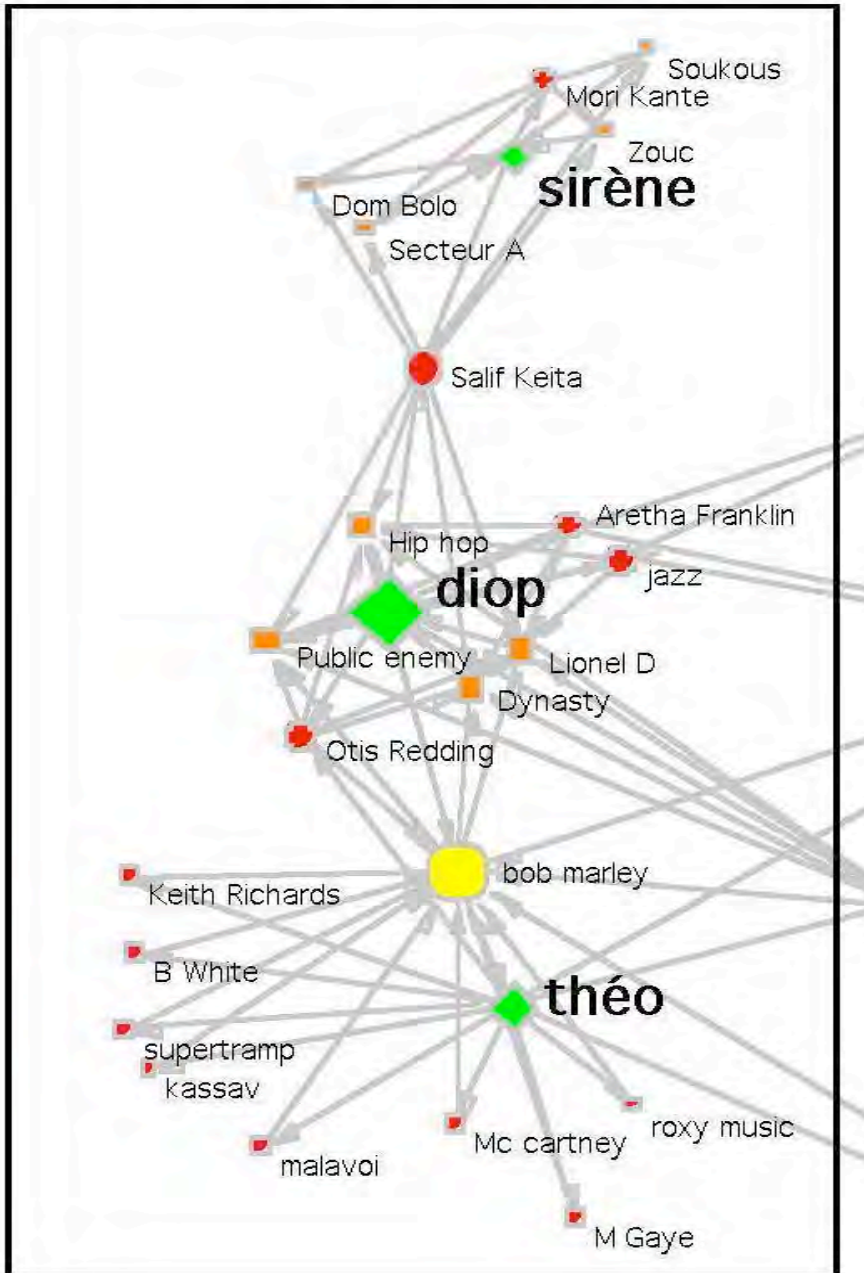 Soukous
Mori Kante
Zouc
sirène
Dom Bolo
Secteur A
Salif Keita
Aretha Franklin
Hip hop
jazz
diop
Public enemy
Lionel D
Dynasty
Otis Redding
bob marley
Keith Richards
B White
théo
supertramp
kassav
roxy music
Mc cartney
malavoi
M Gaye